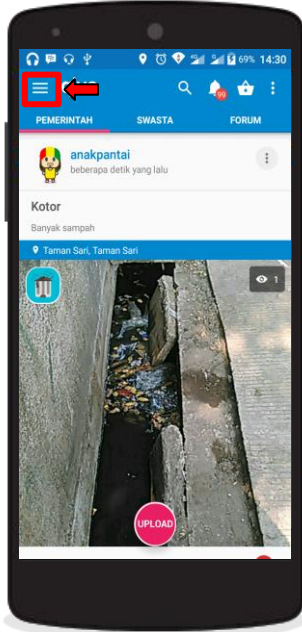 69% 14:30
99
PEMERINTAH SWASTA FORUM
anakpantai
beberapa detik yang lalu
Kotor
Banyak sampah
Taman Sari, Taman Sari
1
UPLOAD